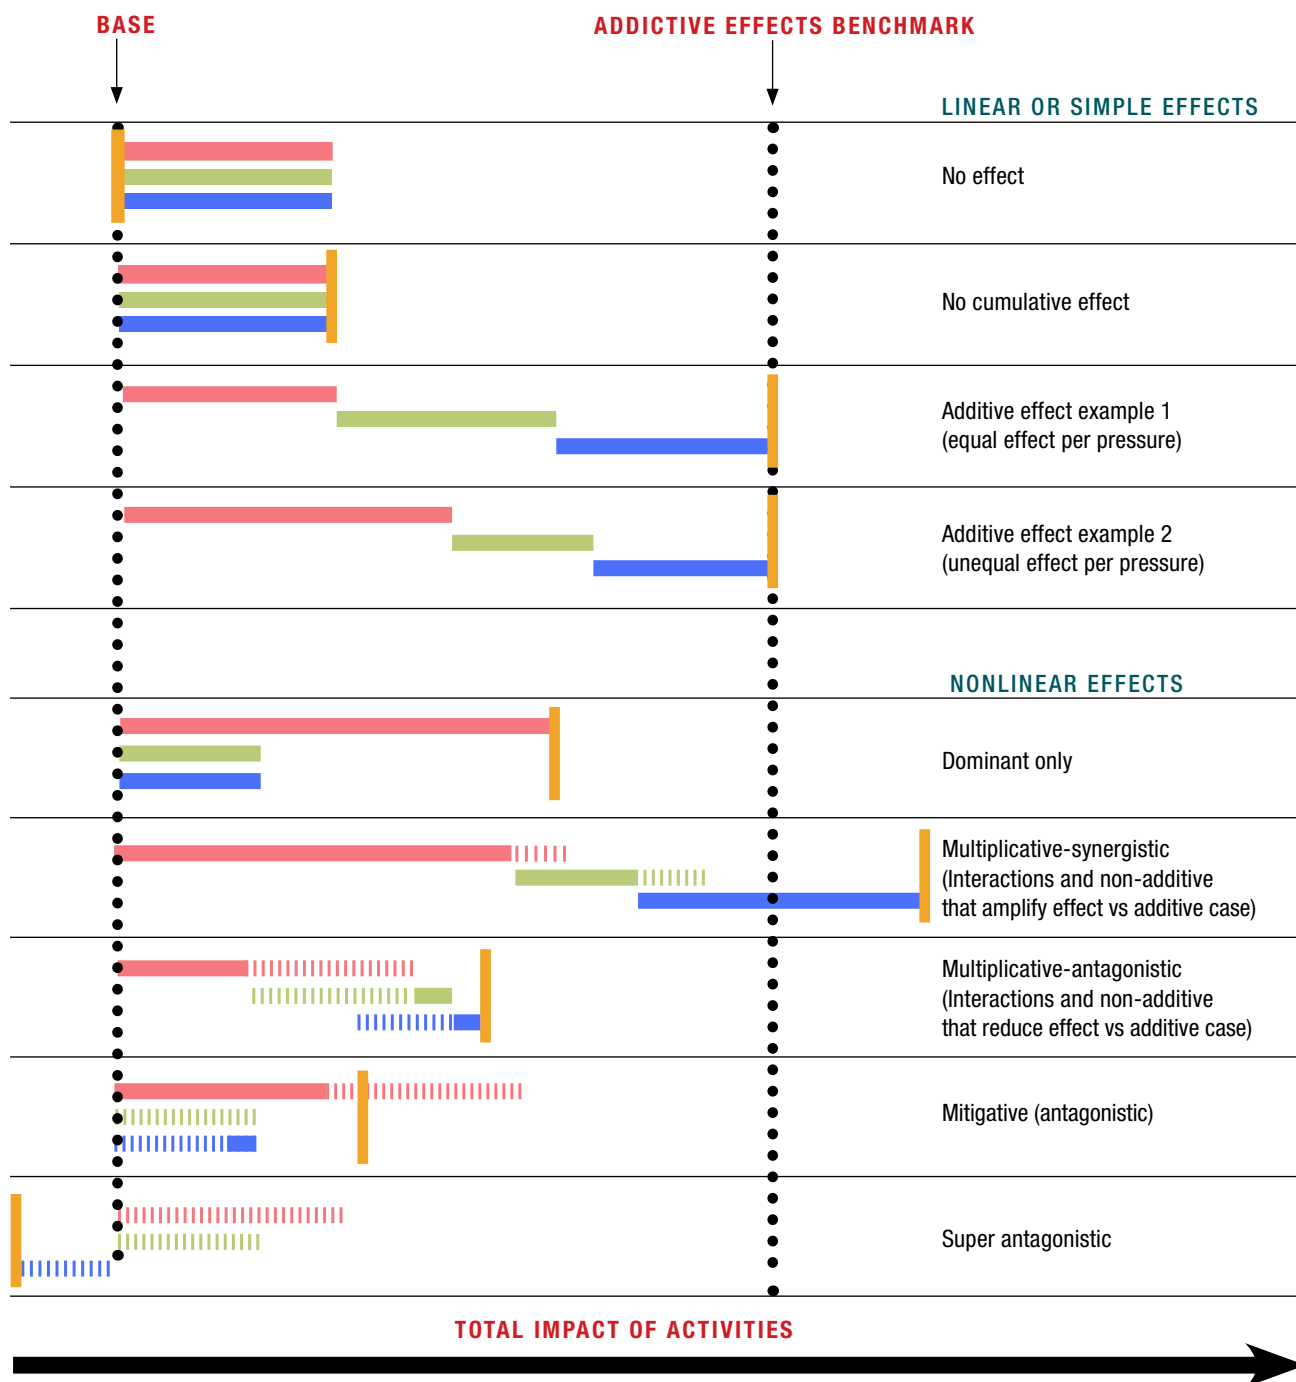 BASE
ADDICTIVE EFFECTS BENCHMARK
LINEAR OR SIMPLE EFFECTS
No effect
No cumulative effect
Additive effect example 1
(equal effect per pressure)
Additive effect example 2
(unequal effect per pressure)
NONLINEAR EFFECTS
Dominant only
Multiplicative-synergistic
(Interactions and non-additive
that amplify effect vs additive case)
Multiplicative-antagonistic
(Interactions and non-additive
that reduce effect vs additive case)
Mitigative (antagonistic)
Super antagonistic
TOTAL IMPACT OF ACTIVITIES